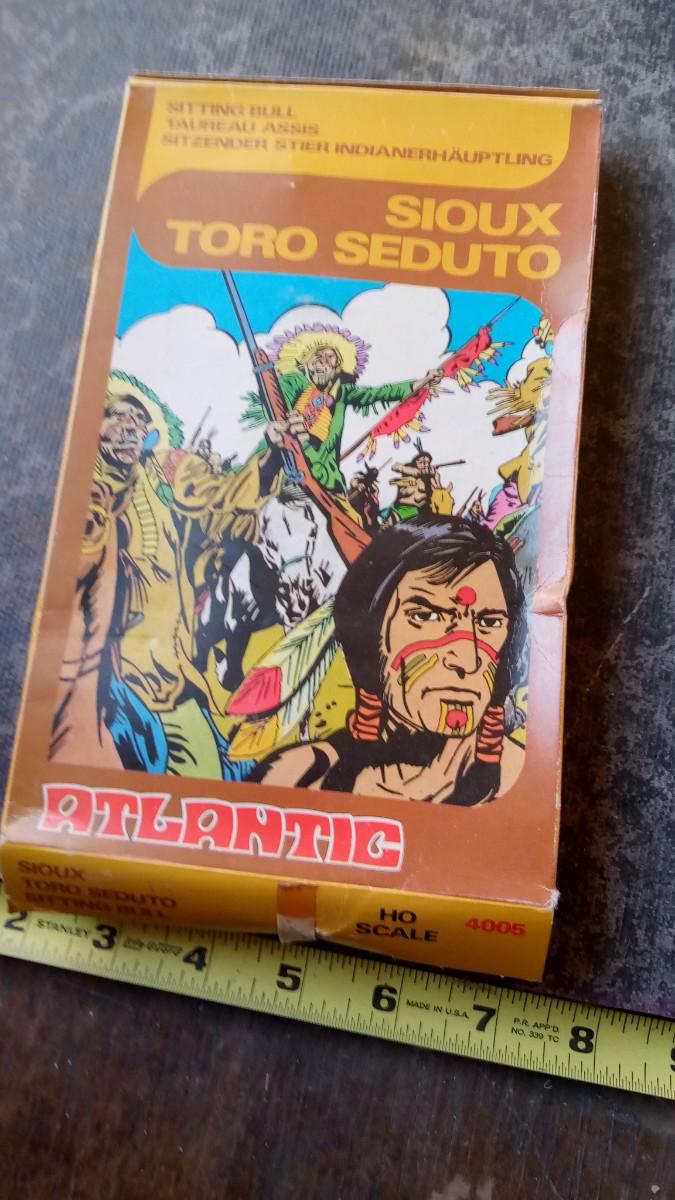 SITTING BULL
TAUREAU ASSIS
SITZENDER STIER INDIANERHÄUPTLING
SIOUX
TORO SEDUTO
ATLANTIC
SIOUX
TORO SEDUTO
SITTING BULL
HO
SCALE
4005
2 STANLEY 3 4 5 6 MADE IN U.S.A. 7 P.R. APP'D 8
NO. 339 TC